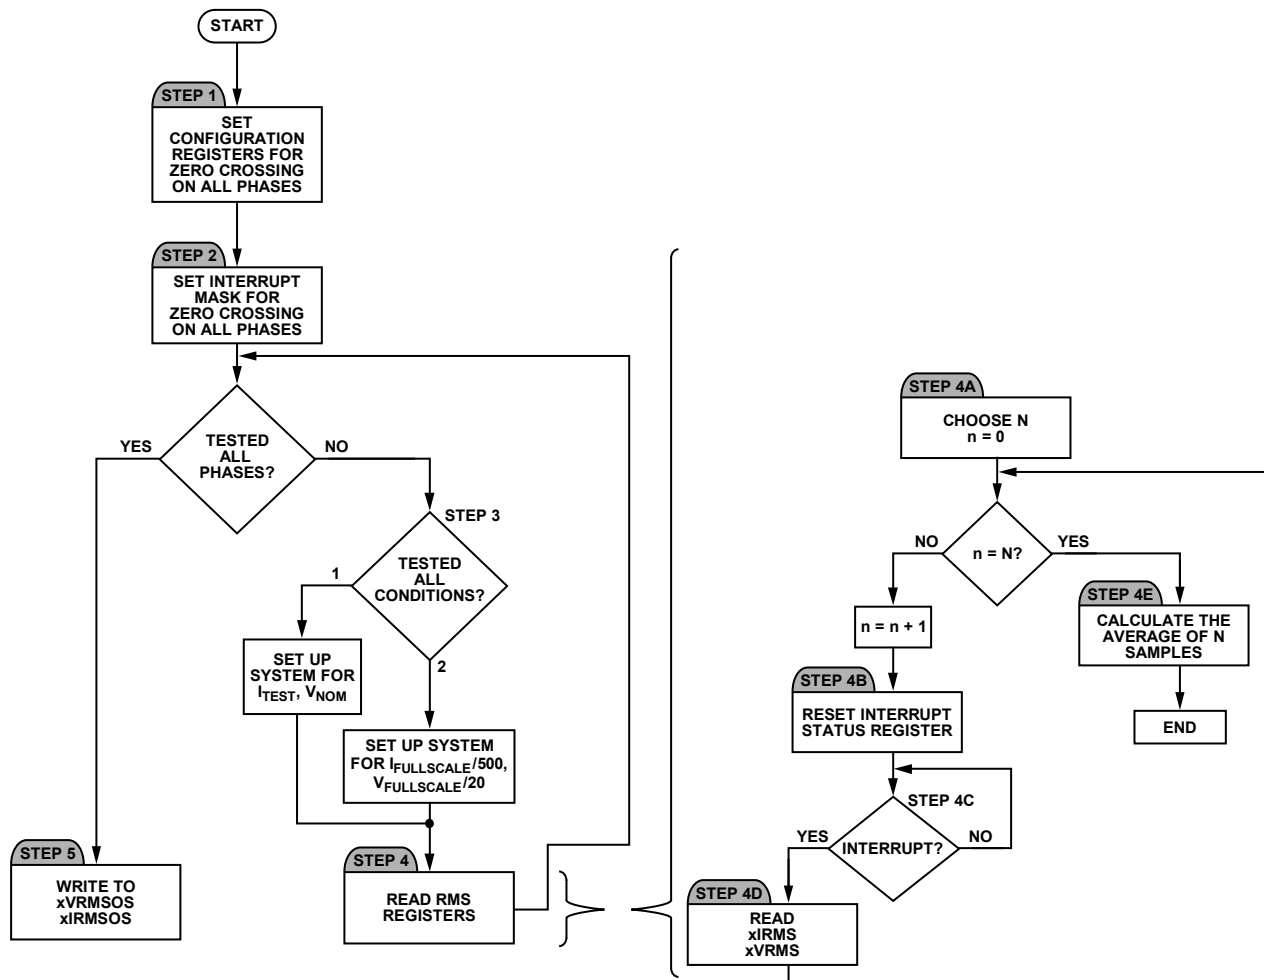 START
STEP 1
SET
CONFIGURATION
REGISTERS FOR
ZERO CROSSING
ON ALL PHASES
STEP 2
SET INTERRUPT
MASK FOR
ZERO CROSSING
ON ALL PHASES
YES
TESTED
ALL
PHASES?
NO
STEP 3
1
TESTED
ALL
CONDITIONS?
2
SET UP
SYSTEM FOR
ITEST, VNOM
SET UP SYSTEM
FOR IFULLSCALE/500,
VFULLSCALE/20
STEP 5
WRITE TO
xVRMSOS
xIRMSOS
STEP 4
READ RMS
REGISTERS
STEP 4A
CHOOSE N
n = 0
NO
n = N?
YES
n = n + 1
STEP 4E
CALCULATE THE
AVERAGE OF N
SAMPLES
END
STEP 4B
RESET INTERRUPT
STATUS REGISTER
STEP 4C
YES
INTERRUPT?
NO
STEP 4D
READ
xIRMS
xVRMS